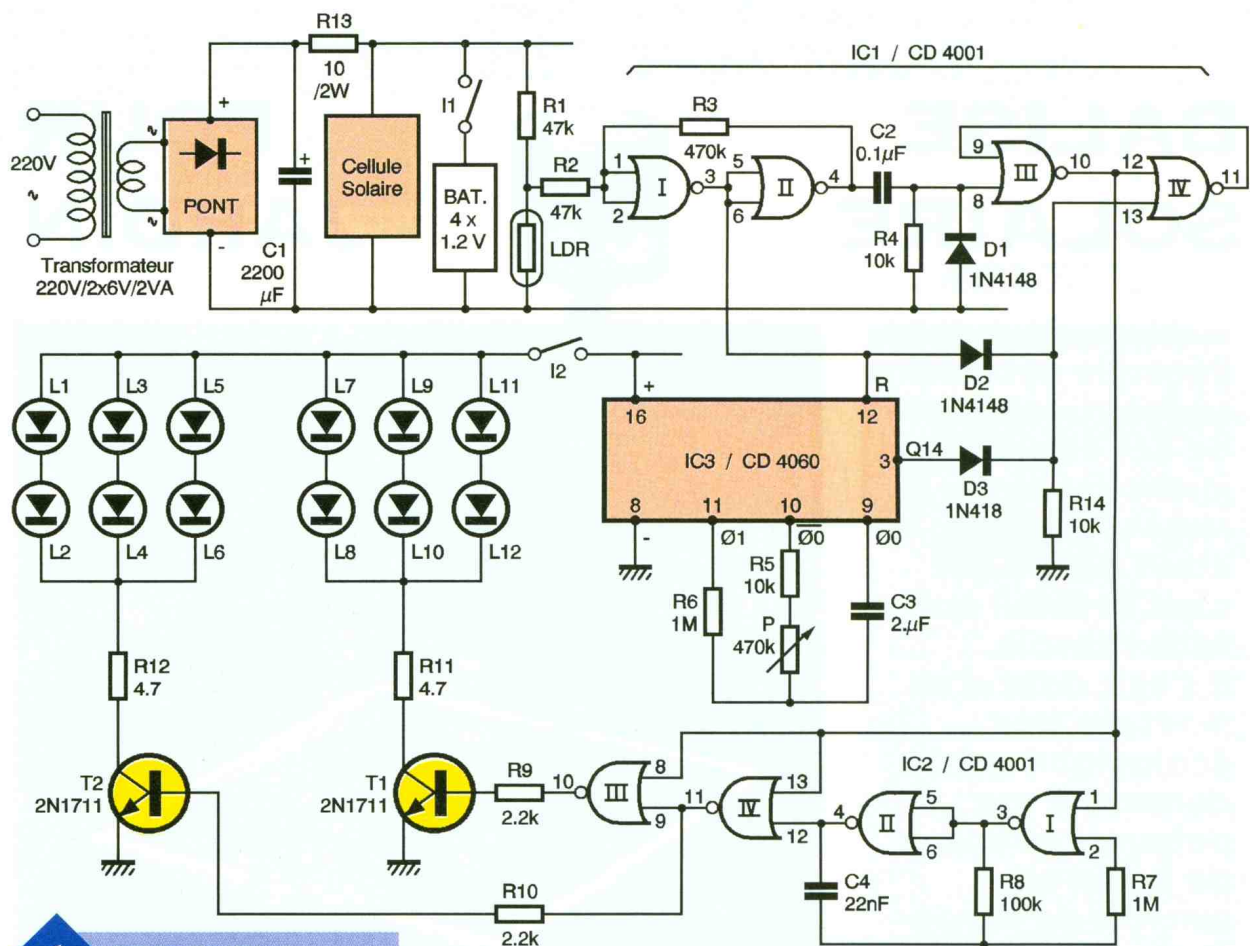 R13
10
/2W
IC1 / CD 4001
+
I1
R1
47k
R3
470k
C2
0.1µF
220V
~
~
~
PONT
-
+
Cellule
Solaire
BAT.
4 x
1.2 V
R2
47k
LDR
1
2
I
3
5
6
II
4
9
8
III
10
12
13
IV
11
R4
10k
D1
1N4148
C1
2200
µF
Transformateur
220V/2x6V/2VA
L1
L3
L5
L7
L9
L11
I2
+
16
R
12
D2
1N4148
IC3 / CD 4060
Q14
3
D3
1N418
L2
L4
L6
L8
L10
L12
8
-
11
Ø1
10
Ø0
9
Ø0
R14
10k
R6
1M
R5
10k
P
470k
C3
2.µF
R12
4.7
R11
4.7
IC2 / CD 4001
T2
2N1711
T1
2N1711
R9
2.2k
10
III
8
9
11
IV
13
12
4
II
5
6
3
I
1
2
C4
22nF
R8
100k
R7
1M
R10
2.2k